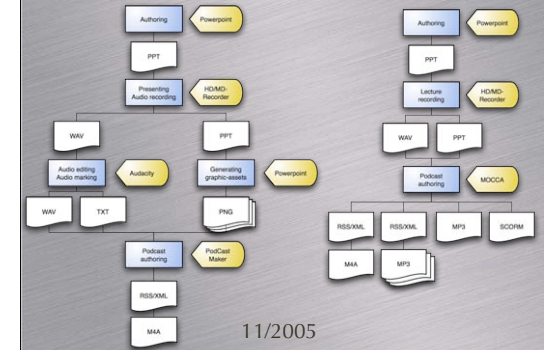 Authoring
Powerpoint
PPT
Presenting
Audio recording
HD/MD-
Recorder
WAV
PPT
Audio editing
Audio marking
Audacity
Generating
graphic-assets
Powerpoint
WAV
TXT
PNG
Podcast
authoring
PodCast
Maker
RSS/XML
M4A
Authoring
Powerpoint
PPT
Lecture
recording
HD/MD-
Recorder
WAV
PPT
Podcast
authoring
MOCCA
RSS/XML
RSS/XML
MP3
SCORM
M4A
MP3
11/2005